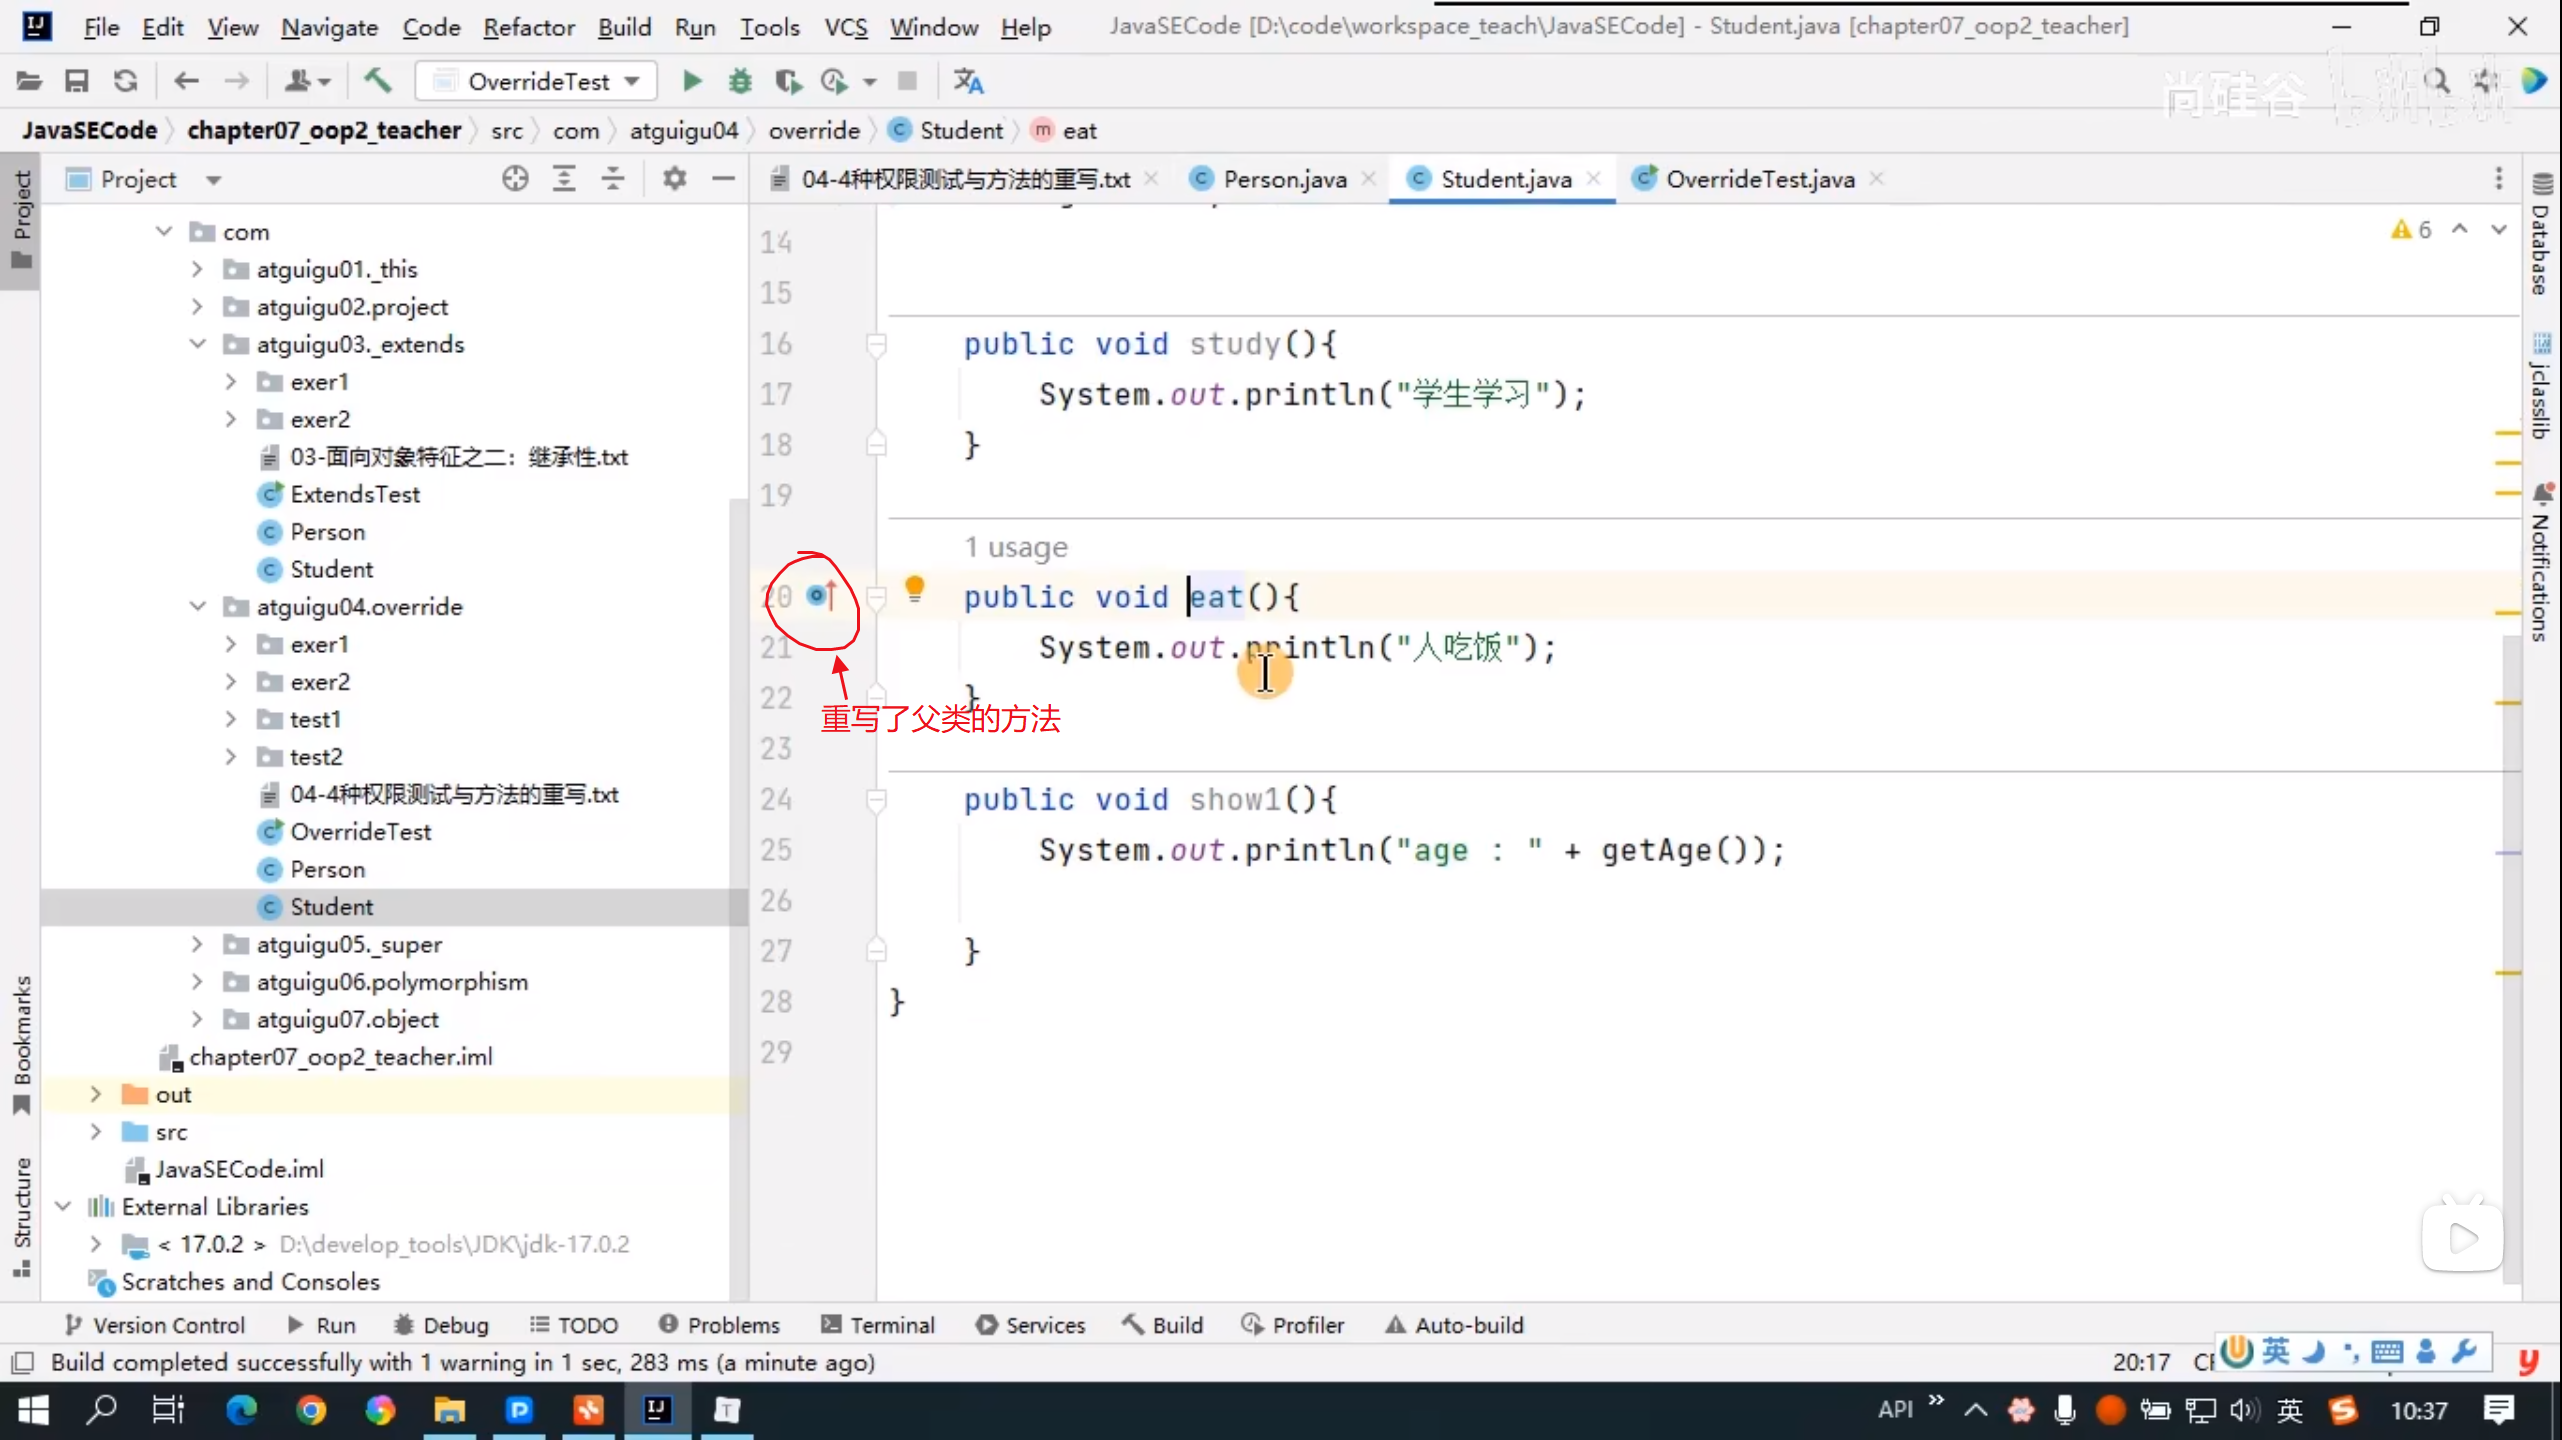 File Edit View Navigate Code Refactor Build Run Tools VCS Window Help JavaSECode [D:\code\workspace_teach\JavaSECode] - Student.java [chapter07_oop2_teacher]
OverrideTest
尚硅谷
JavaSECode chapter07_oop2_teacher src com atguigu04 override Student eat
Project
04-4种权限测试与方法的重写.txt Person.java Student.java OverrideTest.java
Project
Bookmarks
Structure
com
atguigu01._this
atguigu02.project
atguigu03._extends
exer1
exer2
03-面向对象特征之二：继承性.txt
ExtendsTest
Person
Student
atguigu04.override
exer1
exer2
test1
test2
04-4种权限测试与方法的重写.txt
OverrideTest
Person
Student
atguigu05._super
atguigu06.polymorphism
atguigu07.object
chapter07_oop2_teacher.iml
out
src
JavaSECode.iml
External Libraries
< 17.0.2 > D:\develop_tools\JDK\jdk-17.0.2
Scratches and Consoles
6
14
15
16 public void study(){
17 System.out.println("学生学习");
18 }
19
1 usage
20 public void eat(){
21 System.out.println("人吃饭");
22 }
重写了父类的方法
23
24 public void show1(){
25 System.out.println("age : " + getAge());
26
27 }
28 }
29
Database
jclasslib
Notifications
Version Control Run Debug TODO Problems Terminal Services Build Profiler Auto-build
Build completed successfully with 1 warning in 1 sec, 283 ms (a minute ago) 20:17 英
API 英 10:37